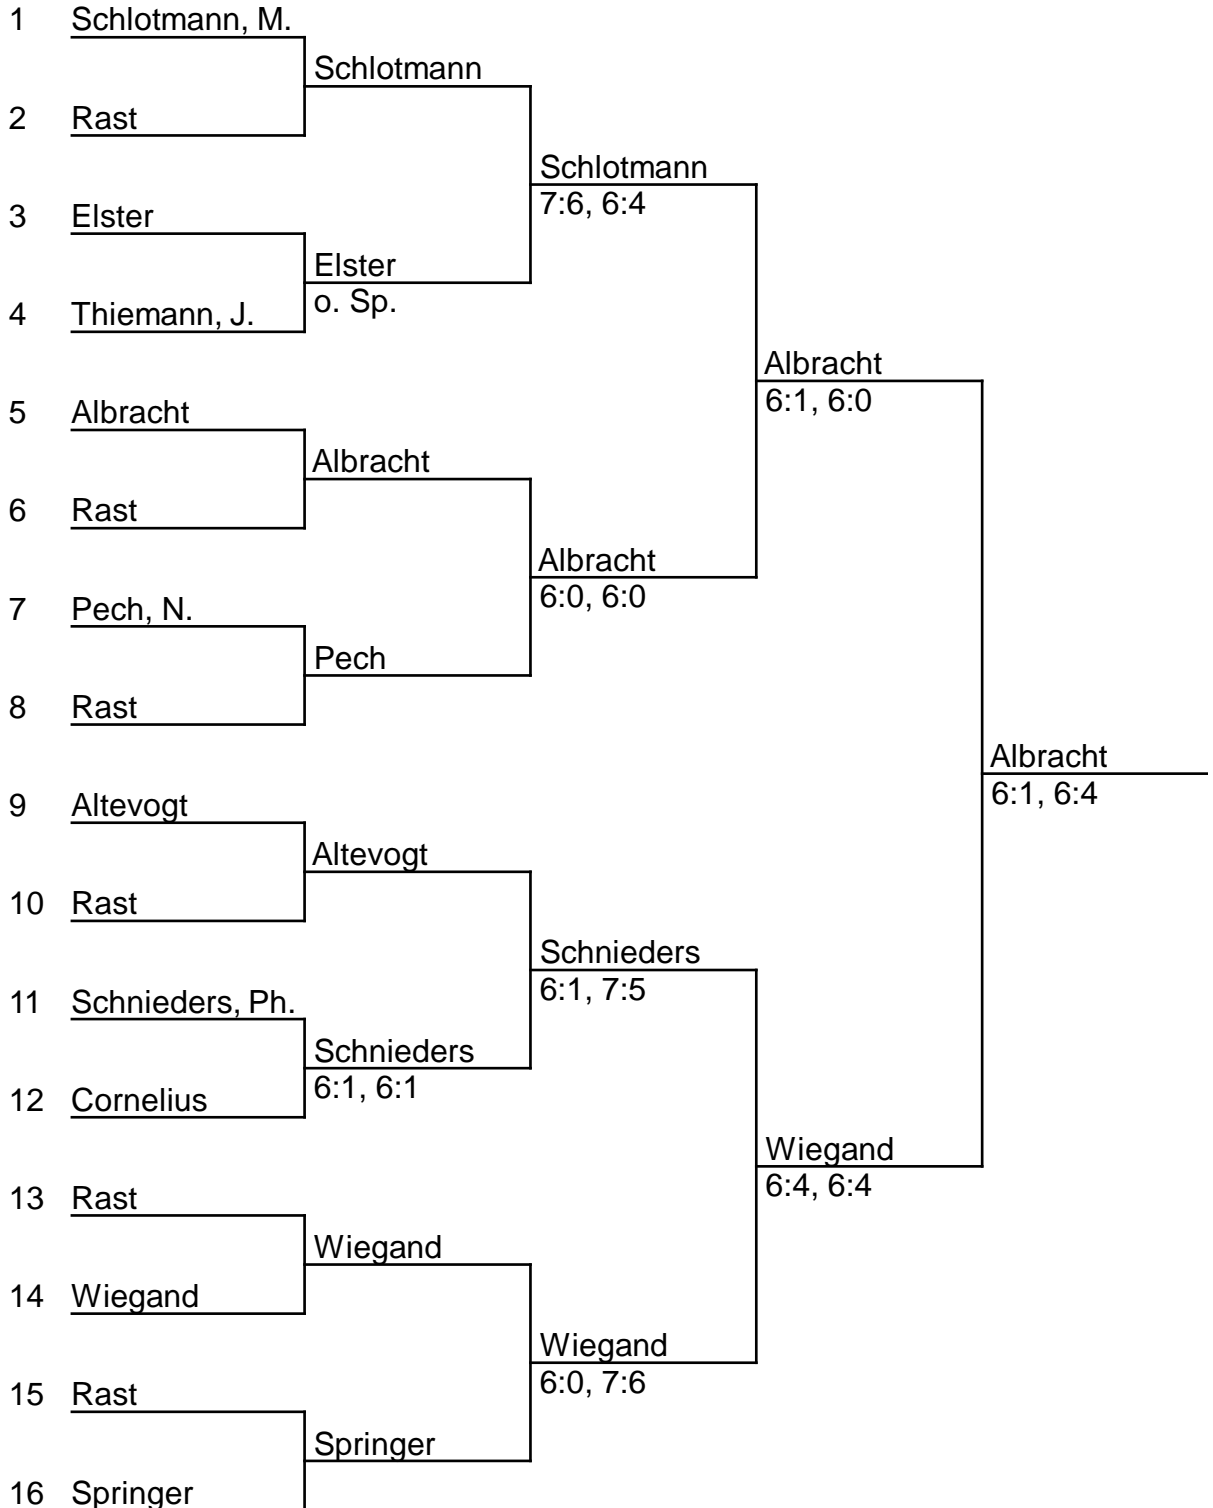 1 Schlotmann, M.
Schlotmann
2 Rast
Schlotmann
7:6, 6:4
3 Elster
Elster
o. Sp.
4 Thiemann, J.
Albracht
6:1, 6:0
5 Albracht
Albracht
6 Rast
Albracht
6:0, 6:0
7 Pech, N.
Pech
8 Rast
Albracht
6:1, 6:4
9 Altevogt
Altevogt
10 Rast
Schnieders
6:1, 7:5
11 Schnieders, Ph.
Schnieders
6:1, 6:1
12 Cornelius
Wiegand
6:4, 6:4
13 Rast
Wiegand
14 Wiegand
Wiegand
6:0, 7:6
15 Rast
Springer
16 Springer